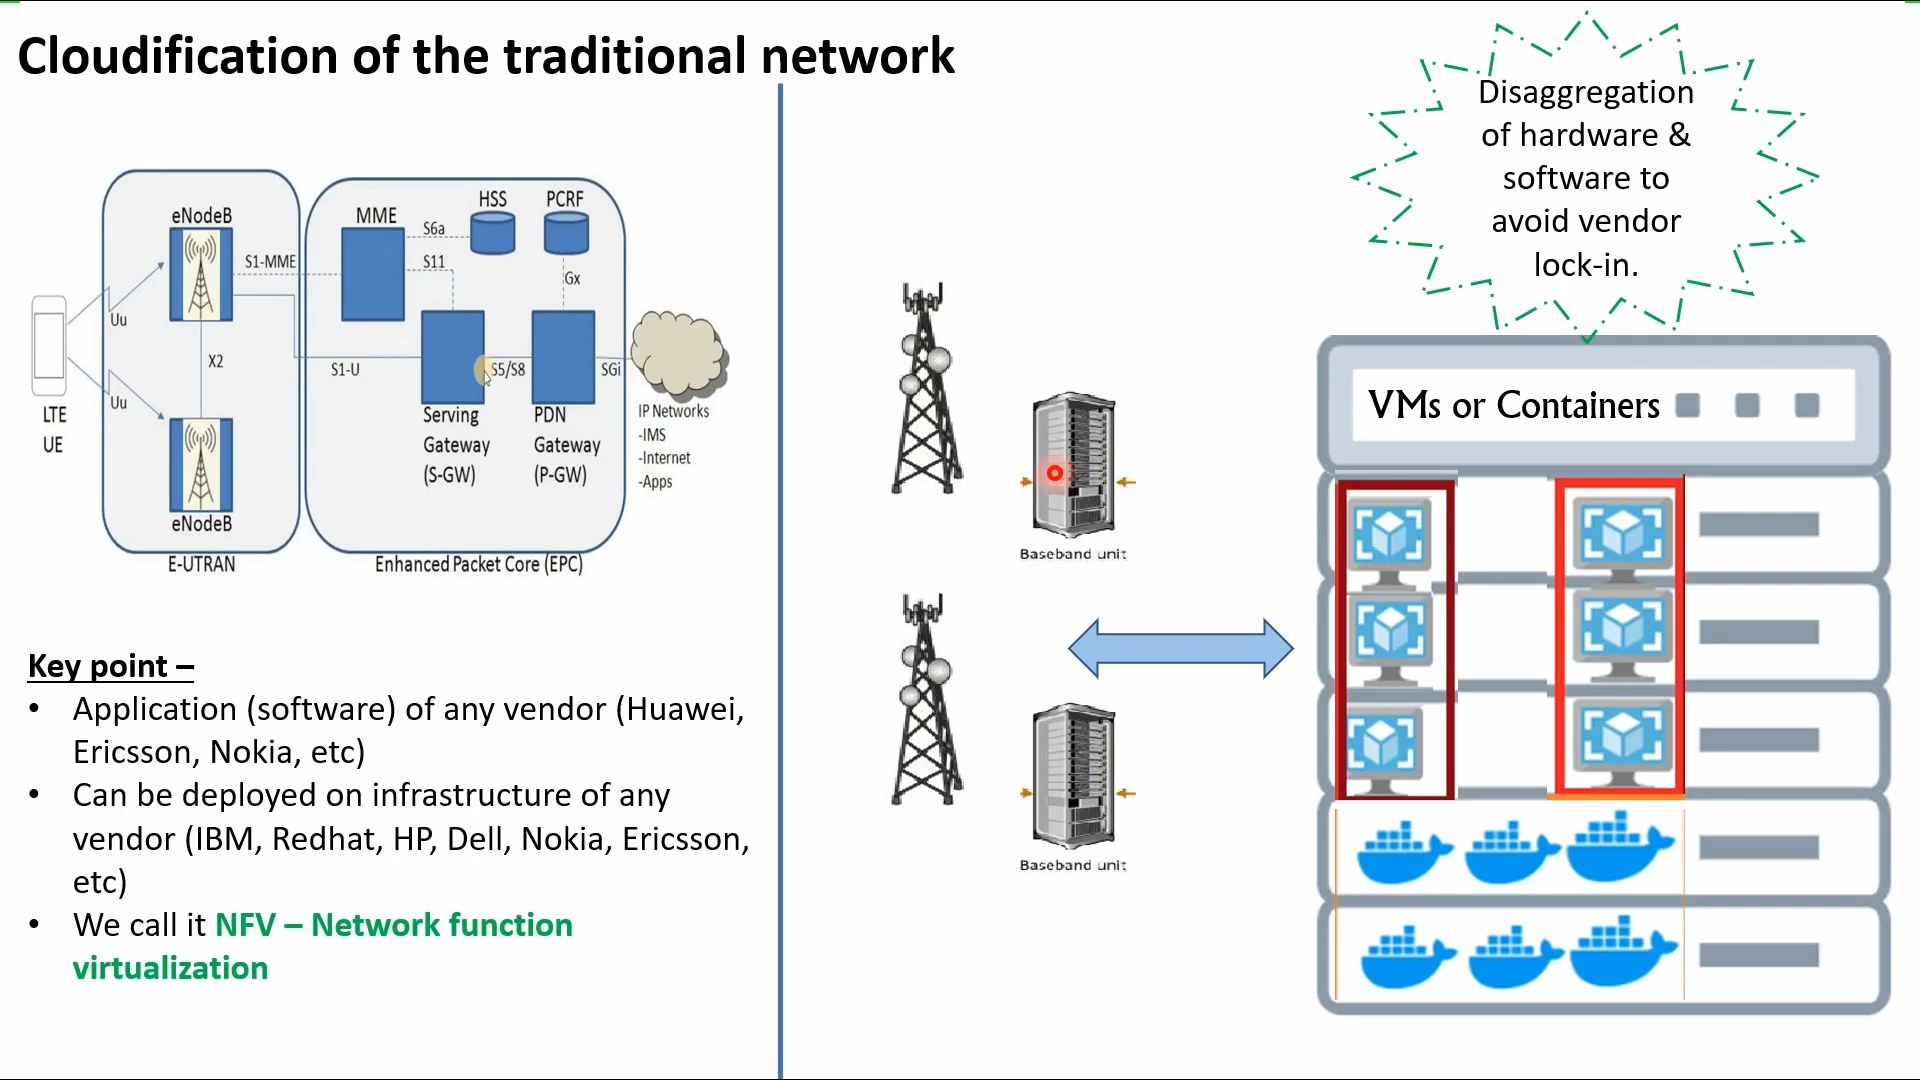 Cloudification of the traditional network
Disaggregation
of hardware &
software to
avoid vendor
lock-in.
eNodeB
MME
HSS
PCRF
S6a
S1-MME
S11
Gx
Uu
X2
S1-U
S5/S8
SGi
Uu
LTE
UE
Serving
Gateway
(S-GW)
PDN
Gateway
(P-GW)
IP Networks
-IMS
-Internet
-Apps
eNodeB
E-UTRAN
Enhanced Packet Core (EPC)
Key point –
• Application (software) of any vendor (Huawei,
Ericsson, Nokia, etc)
• Can be deployed on infrastructure of any
vendor (IBM, Redhat, HP, Dell, Nokia, Ericsson,
etc)
• We call it NFV – Network function
virtualization
Baseband unit
Baseband unit
VMs or Containers